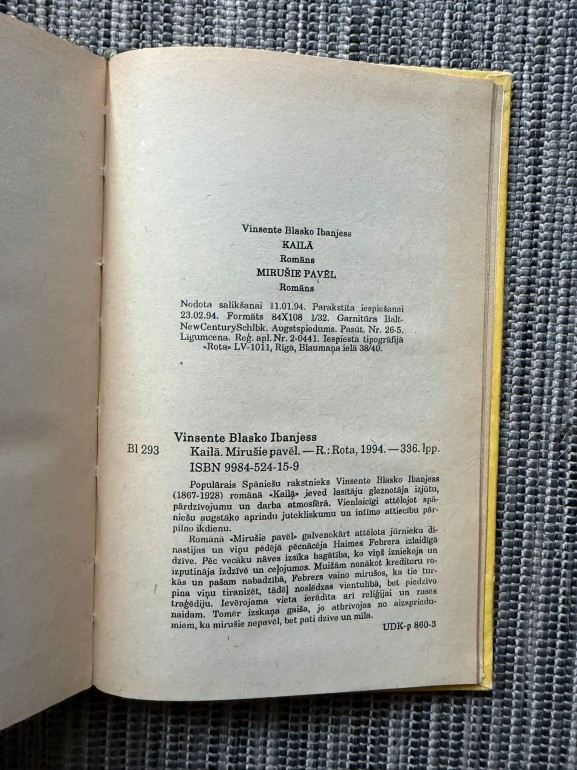 Vinsente Blasko Ibanjess
KAILĀ
Romāns
MIRUŠIE PAVĒL
Romāns
Nodota salikšanai 11.01.94. Parakstīta iespiešanai
23.02.94. Formāts 84X108 1/32. Garnitūra Balt-
NewCenturySchlbk. Augstspiedums. Pasūt. Nr. 26-5.
Līgumcena. Reģ. apl. Nr. 2-0441. Iespiesta tipogrāfijā
«Rota» LV-1011, Rīgā, Blaumaņa ielā 38/40.
Vinsente Blasko Ibanjess
Bl 293 Kailā. Mirušie pavēl. — R.: Rota, 1994. — 336. lpp.
ISBN 9984-524-15-9
Populārais Spāniešu rakstnieks Vinsente Blasko Ibanjess
(1867-1928) romānā «Kailā» ieved lasītāju gleznotāja izjūtu,
pārdzīvojumu un darba atmosfērā. Vienlaicīgi attēlojot spā-
niešu augstāko aprindu jutekliskumu un intīmo attiecību pār-
pilno ikdienu.
Romānā «Mirušie pavēl» galvenokārt attēlota jūrnieku di-
nastijas un viņu pēdējā pēcnācēja Haimes Febrera izlaidīgā
dzīve. Pēc vecāku nāves izsīka bagātība, ko viņš izniekoja un
izputināja izdzīvē un ceļojumos. Muižām nonākot kreditoru ro-
kās un pašam nabadzībā, Febrers vaino mirušos, ka tie tur-
pina viņu tiranizēt, tādēļ noslēdzas vientulībā, bet piedzīvo
traģēdiju. Ievērojama vieta ierādīta arī reliģijai un rases
naidam. Tomēr izskaņa gaiša, jo atbrīvojas no aizspriedu-
miem, ka mirušie nepavēl, bet pati dzīve un mīla.
UDK-p 860-3